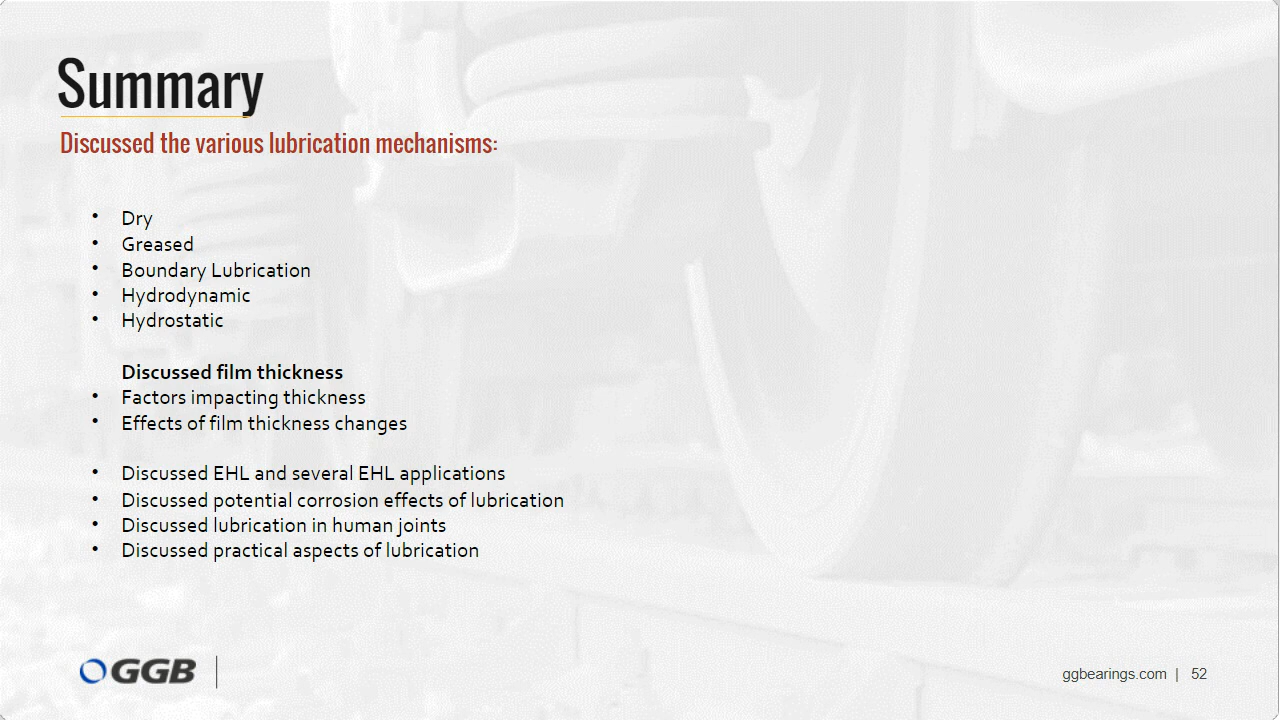 Summary
Discussed the various lubrication mechanisms:
• Dry
• Greased
• Boundary Lubrication
• Hydrodynamic
• Hydrostatic
Discussed film thickness
• Factors impacting thickness
• Effects of film thickness changes
• Discussed EHL and several EHL applications
• Discussed potential corrosion effects of lubrication
• Discussed lubrication in human joints
• Discussed practical aspects of lubrication
GGB
ggbearings.com | 52